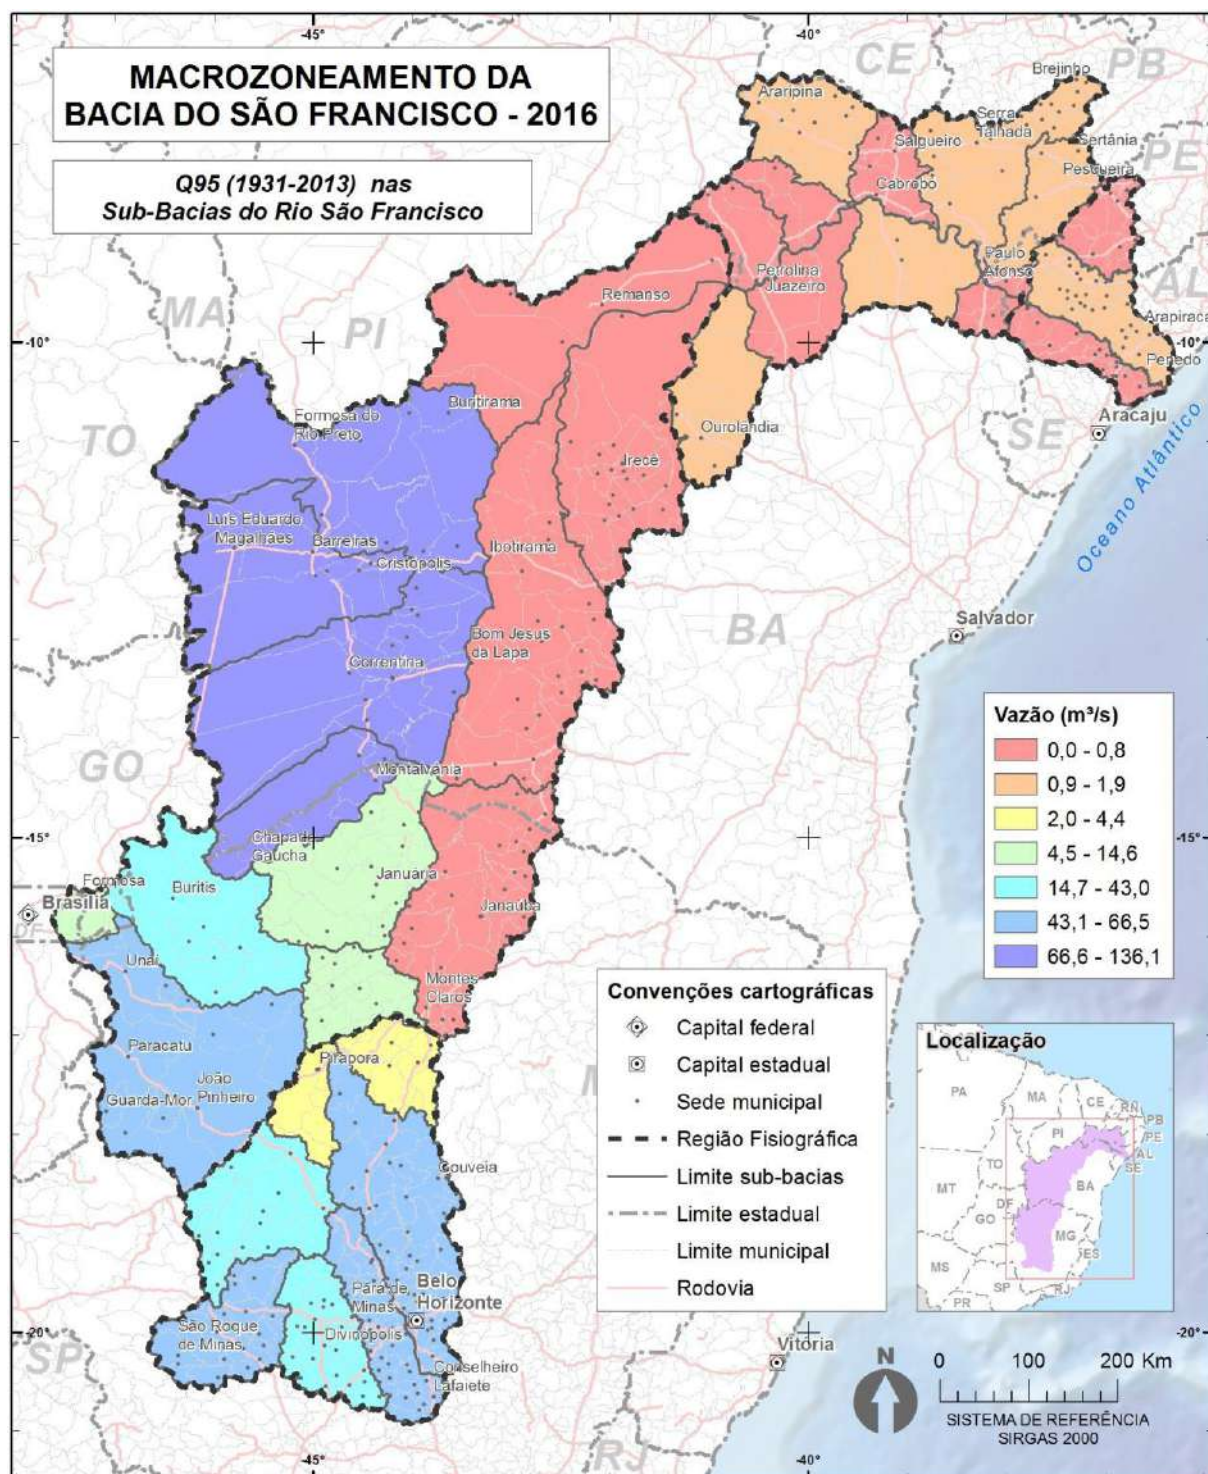 -45°
-40°
MACROZONEAMENTO DA
BACIA DO SÃO FRANCISCO - 2016
Q95 (1931-2013) nas
Sub-Bacias do Rio São Francisco
CE
PB
Brejinho
Araripina
Serra
Talhada
Salgueiro
Sertânia
PE
Pesqueira
Cabrobó
Paulo
Afonso
Petrolina
Juazeiro
Remanso
AL
Arapiraca
MA
PI
-10°
-10°
Penedo
Buritirama
Formosa do
Rio Preto
Aracaju
TO
Ourolandia
SE
Irecê
Oceano Atlântico
Luís Eduardo
Magalhães
Barreiras
Ibotirama
Cristópolis
BA
Salvador
Bom Jesus
da Lapa
Correntina
Vazão (m³/s)
0,0 - 0,8
0,9 - 1,9
2,0 - 4,4
4,5 - 14,6
14,7 - 43,0
43,1 - 66,5
66,6 - 136,1
GO
Montalvânia
-15°
-15°
Chapada
Gaúcha
Formosa
Buritis
Januária
Brasília
DF
Janaúba
Unaí
Montes
Claros
Convenções cartográficas
Capital federal
Capital estadual
Sede municipal
Região Fisiográfica
Limite sub-bacias
Limite estadual
Limite municipal
Rodovia
Localização
PA
MA
CE
RN
PB
PI
PE
AL
SE
TO
BA
MT
DF
GO
MG
ES
MS
SP
RJ
PR
Paracatu
Pirapora
João
Pinheiro
Guarda-Mor
M
Gouveia
Pará de
Minas
Belo
Horizonte
São Roque
de Minas
Divinópolis
-20°
-20°
Conselheiro
Lafaiete
SP
Vitória
N
0 100 200 Km
SISTEMA DE REFERÊNCIA
SIRGAS 2000
RJ
-45°
-40°